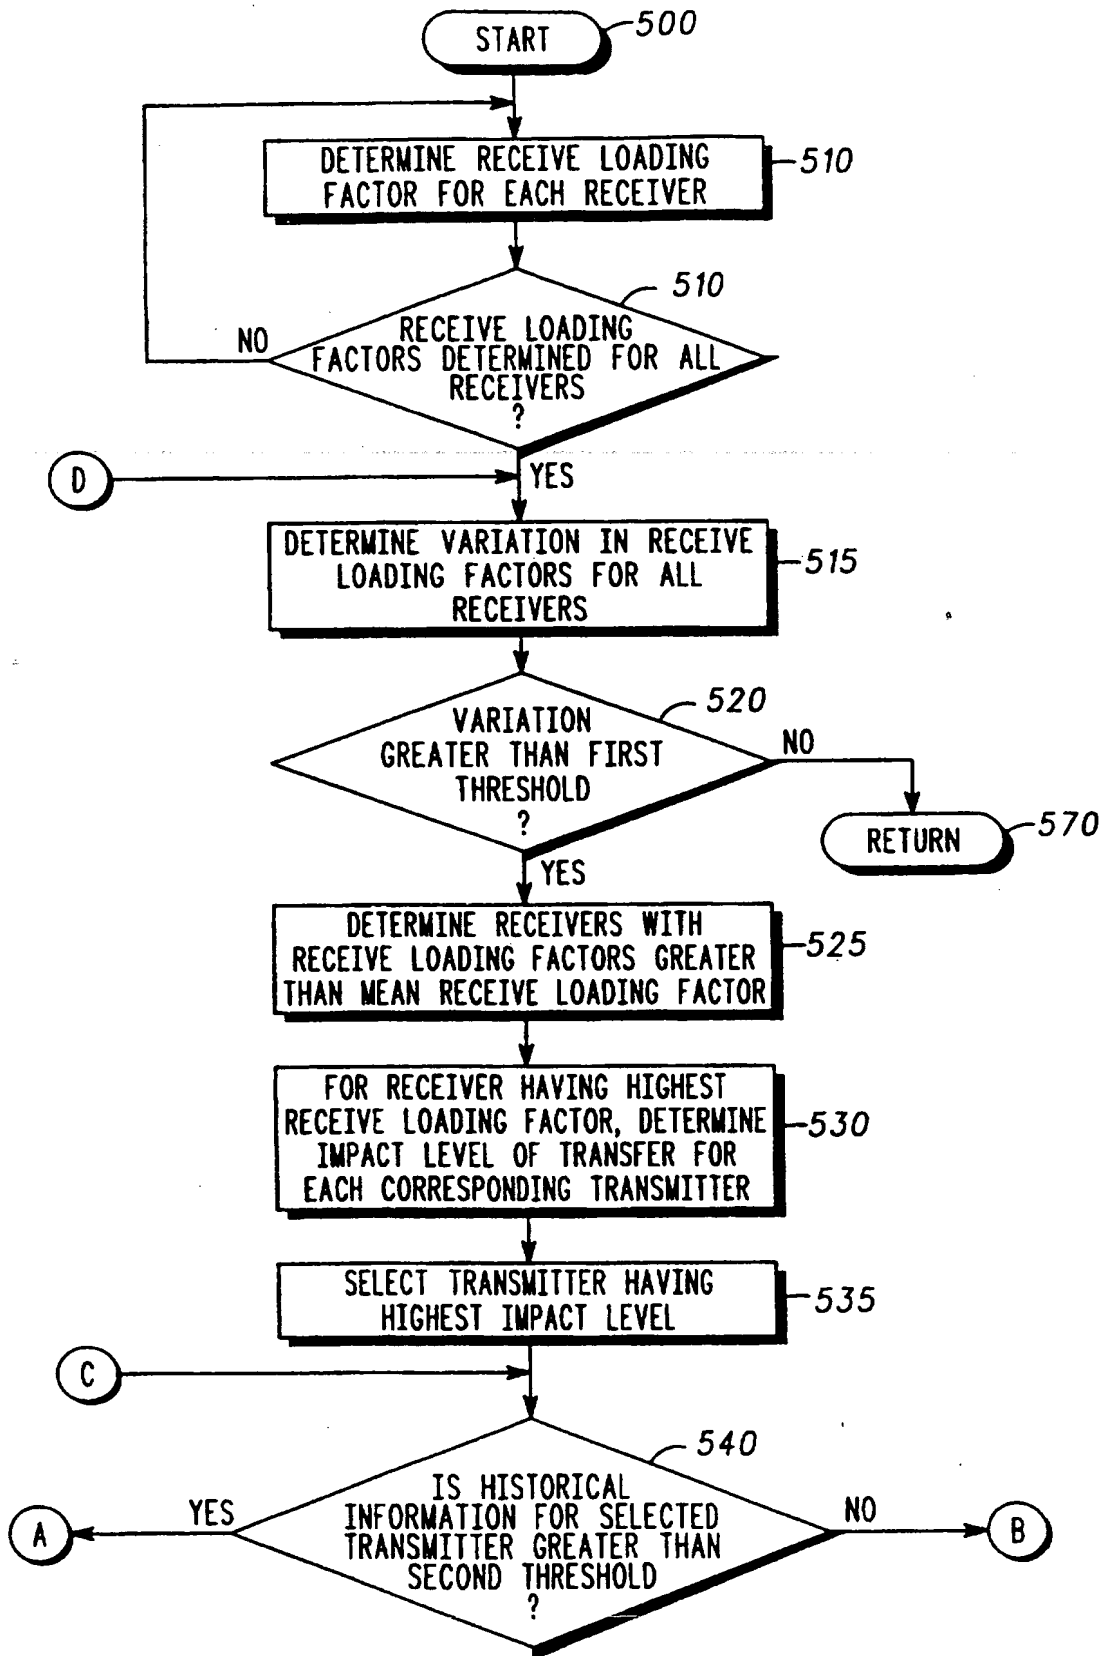 START
500
DETERMINE RECEIVE LOADING
FACTOR FOR EACH RECEIVER
510
510
RECEIVE LOADING
FACTORS DETERMINED FOR ALL
RECEIVERS
?
NO
D
YES
DETERMINE VARIATION IN RECEIVE
LOADING FACTORS FOR ALL
RECEIVERS
515
520
VARIATION
GREATER THAN FIRST
THRESHOLD
?
NO
RETURN
570
YES
DETERMINE RECEIVERS WITH
RECEIVE LOADING FACTORS GREATER
THAN MEAN RECEIVE LOADING FACTOR
525
FOR RECEIVER HAVING HIGHEST
RECEIVE LOADING FACTOR, DETERMINE
IMPACT LEVEL OF TRANSFER FOR
EACH CORRESPONDING TRANSMITTER
530
SELECT TRANSMITTER HAVING
HIGHEST IMPACT LEVEL
535
C
540
IS HISTORICAL
INFORMATION FOR SELECTED
TRANSMITTER GREATER THAN
SECOND THRESHOLD
?
YES
A
NO
B